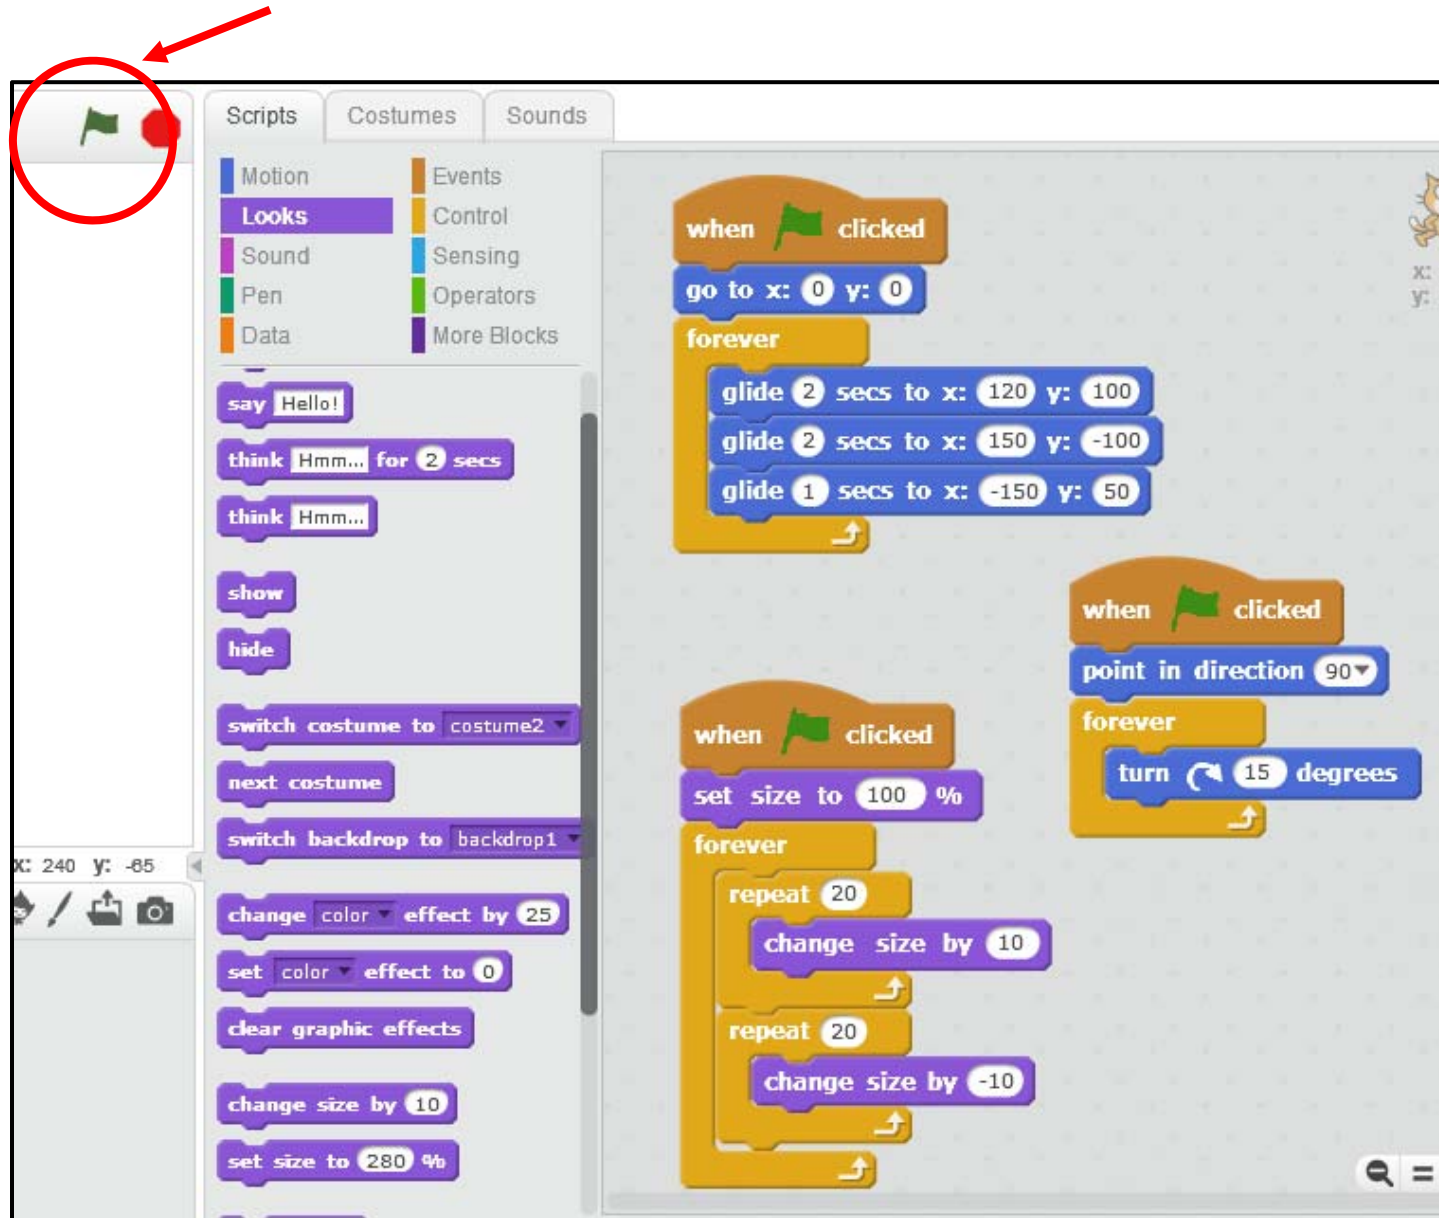 Scripts Costumes Sounds
Motion Events
Looks Control
Sound Sensing
Pen Operators
Data More Blocks
say Hello!
think Hmm... for 2 secs
think Hmm...
show
hide
switch costume to costume2
next costume
switch backdrop to backdrop1
change color effect by 25
set color effect to 0
clear graphic effects
change size by 10
set size to 280 %
x: 240 y: -65
when clicked
go to x: 0 y: 0
forever
glide 2 secs to x: 120 y: 100
glide 2 secs to x: 150 y: -100
glide 1 secs to x: -150 y: 50
when clicked
point in direction 90
forever
turn 15 degrees
when clicked
set size to 100 %
forever
repeat 20
change size by 10
repeat 20
change size by -10
x:
y: